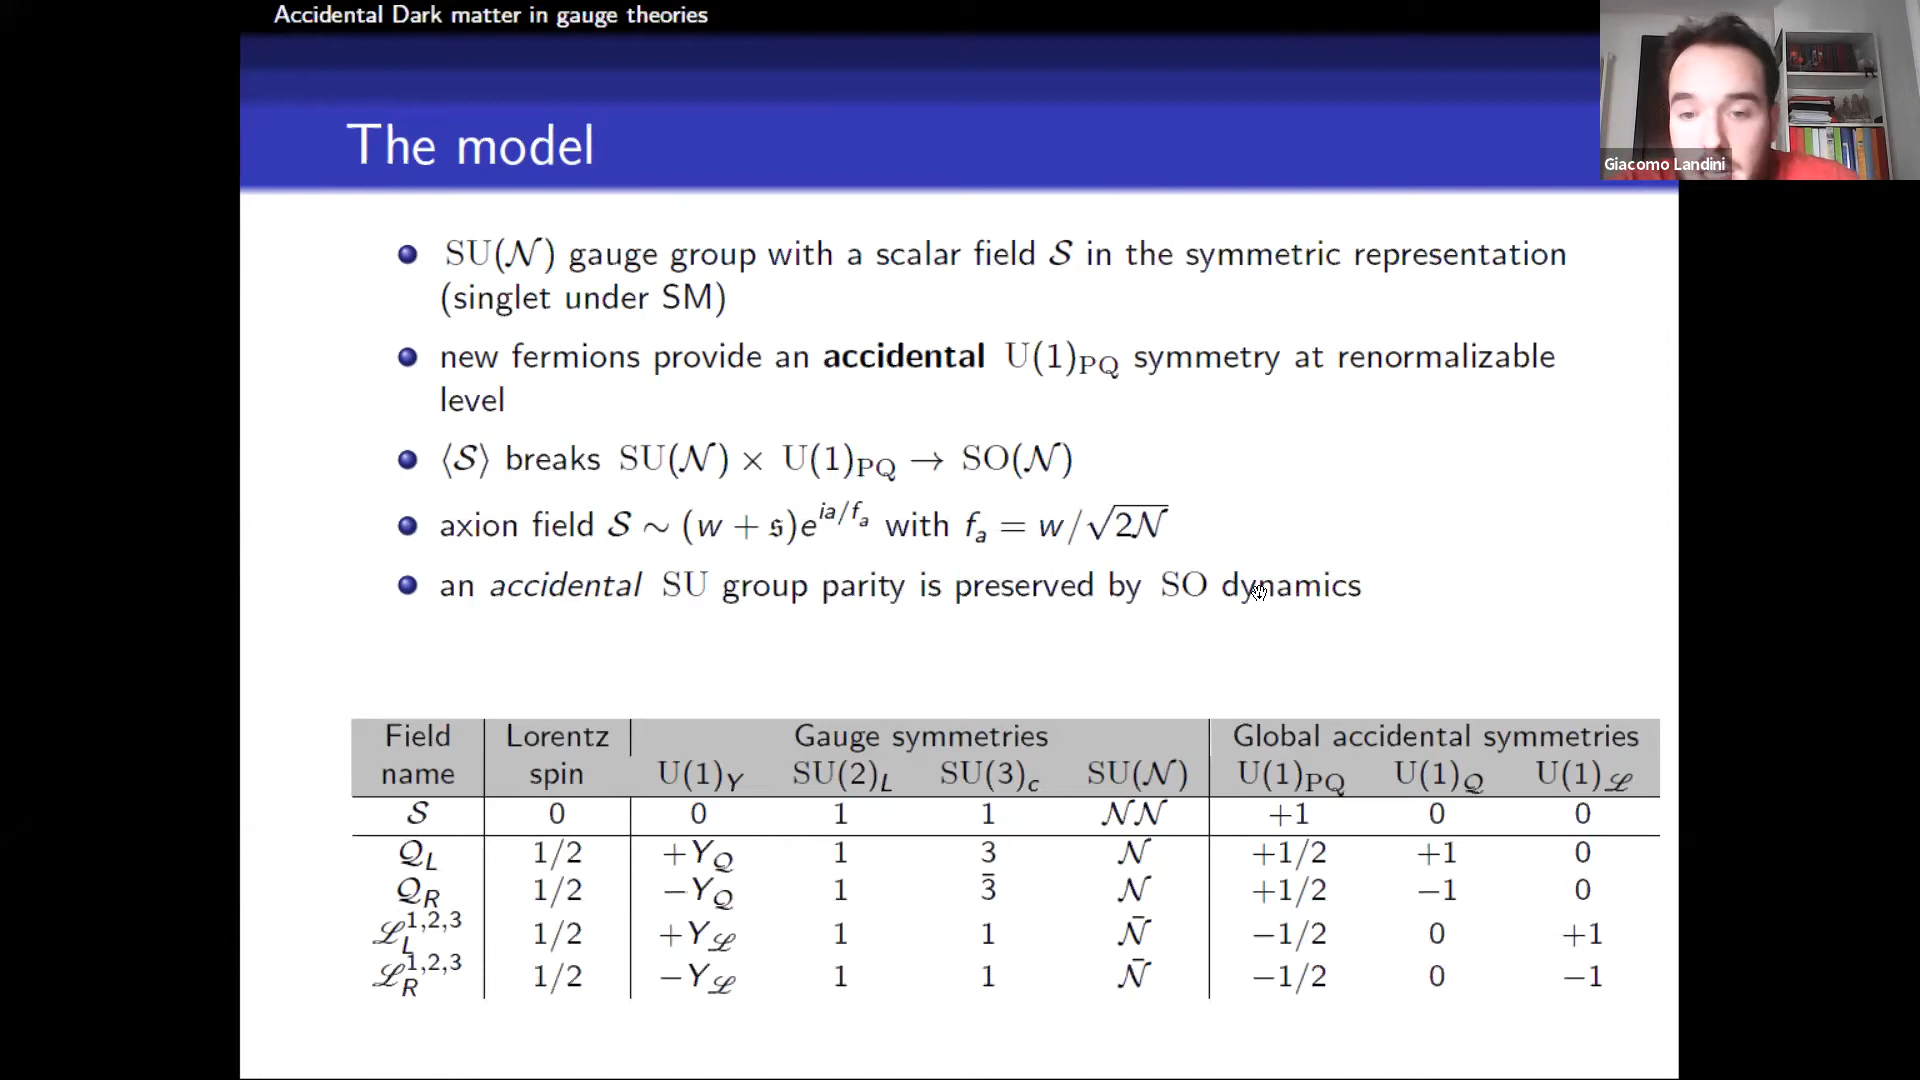 Accidental Dark matter in gauge theories
The model
Giacomo Landini
SU(𝒩) gauge group with a scalar field 𝒮 in the symmetric representation
(singlet under SM)
new fermions provide an accidental U(1)PQ symmetry at renormalizable
level
⟨𝒮⟩ breaks SU(𝒩) × U(1)PQ → SO(𝒩)
axion field 𝒮 ∼ (w + 𝔰)e^{ia/f_a} with f_a = w/√2𝒩
an accidental SU group parity is preserved by SO dynamics
Field Lorentz Gauge symmetries Global accidental symmetries
name spin U(1)Y SU(2)L SU(3)c SU(𝒩) U(1)PQ U(1)𝒬 U(1)ℒ
𝒮 0 0 1 1 𝒩𝒩 +1 0 0
𝒬L 1/2 +Y𝒬 1 3 𝒩 +1/2 +1 0
𝒬R 1/2 −Y𝒬 1 3̄ 𝒩 +1/2 −1 0
ℒL^{1,2,3} 1/2 +Yℒ 1 1 𝒩̄ −1/2 0 +1
ℒR^{1,2,3} 1/2 −Yℒ 1 1 𝒩̄ −1/2 0 −1